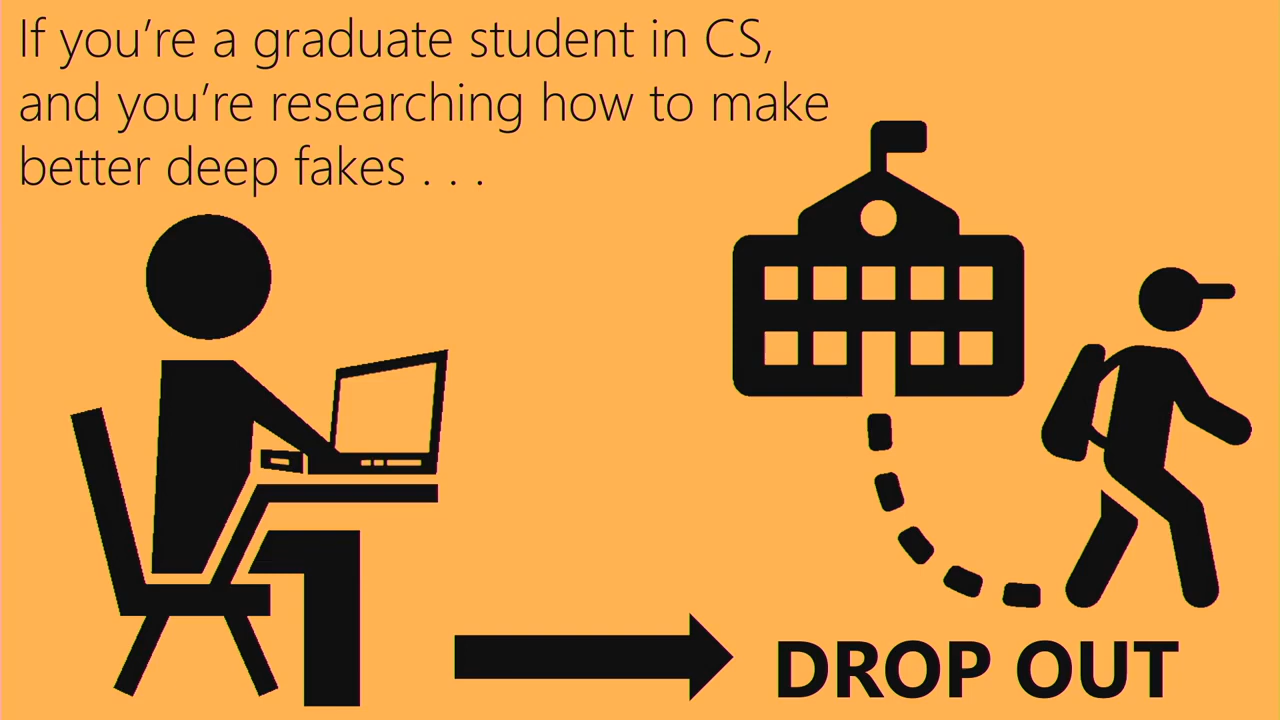 If you’re a graduate student in CS,
and you’re researching how to make
better deep fakes . . .
DROP OUT